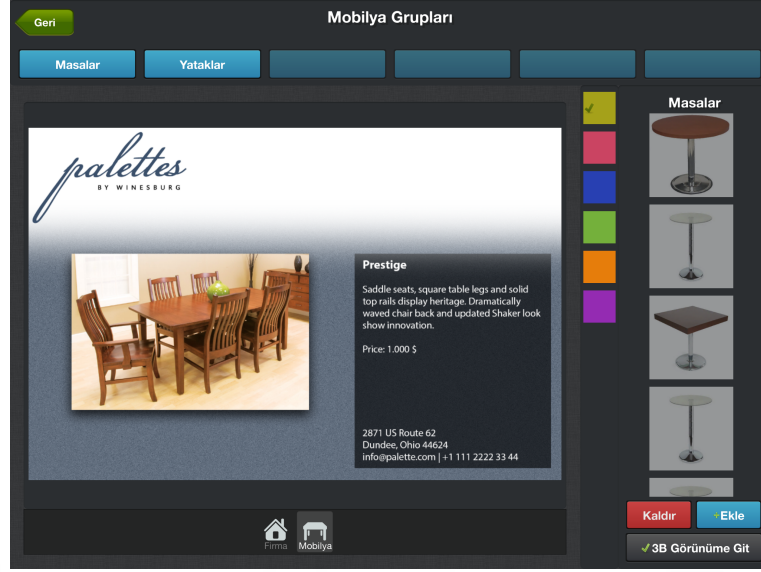 Geri
Mobilya Grupları
Masalar
Yataklar
palettes
BY WINESBURG
Prestige
Saddle seats, square table legs and solid
top rails display heritage. Dramatically
waved chair back and updated Shaker look
show innovation.
Price: 1.000 $
2871 US Route 62
Dundee, Ohio 44624
info@palette.com | +1 111 2222 33 44
Firma
Mobilya
Masalar
Kaldır
+Ekle
3B Görünüme Git